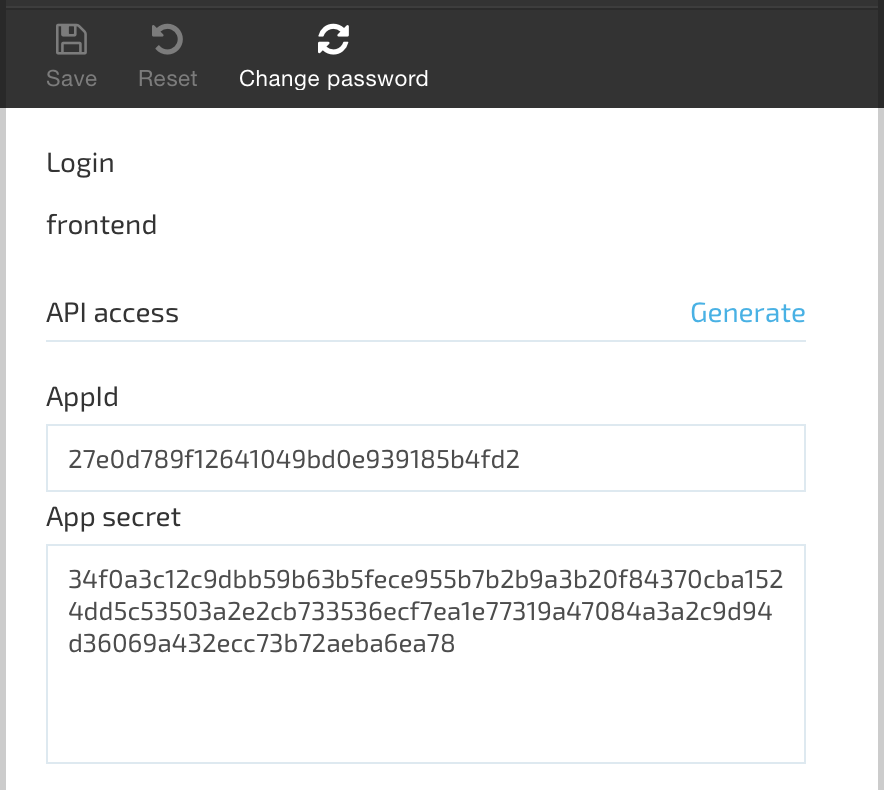 Save Reset Change password
Login
frontend
API access Generate
AppId
27e0d789f12641049bd0e939185b4fd2
App secret
34f0a3c12c9dbb59b63b5fece955b7b2b9a3b20f84370cba152
4dd5c53503a2e2cb733536ecf7ea1e77319a47084a3a2c9d94
d36069a432ecc73b72aeba6ea78